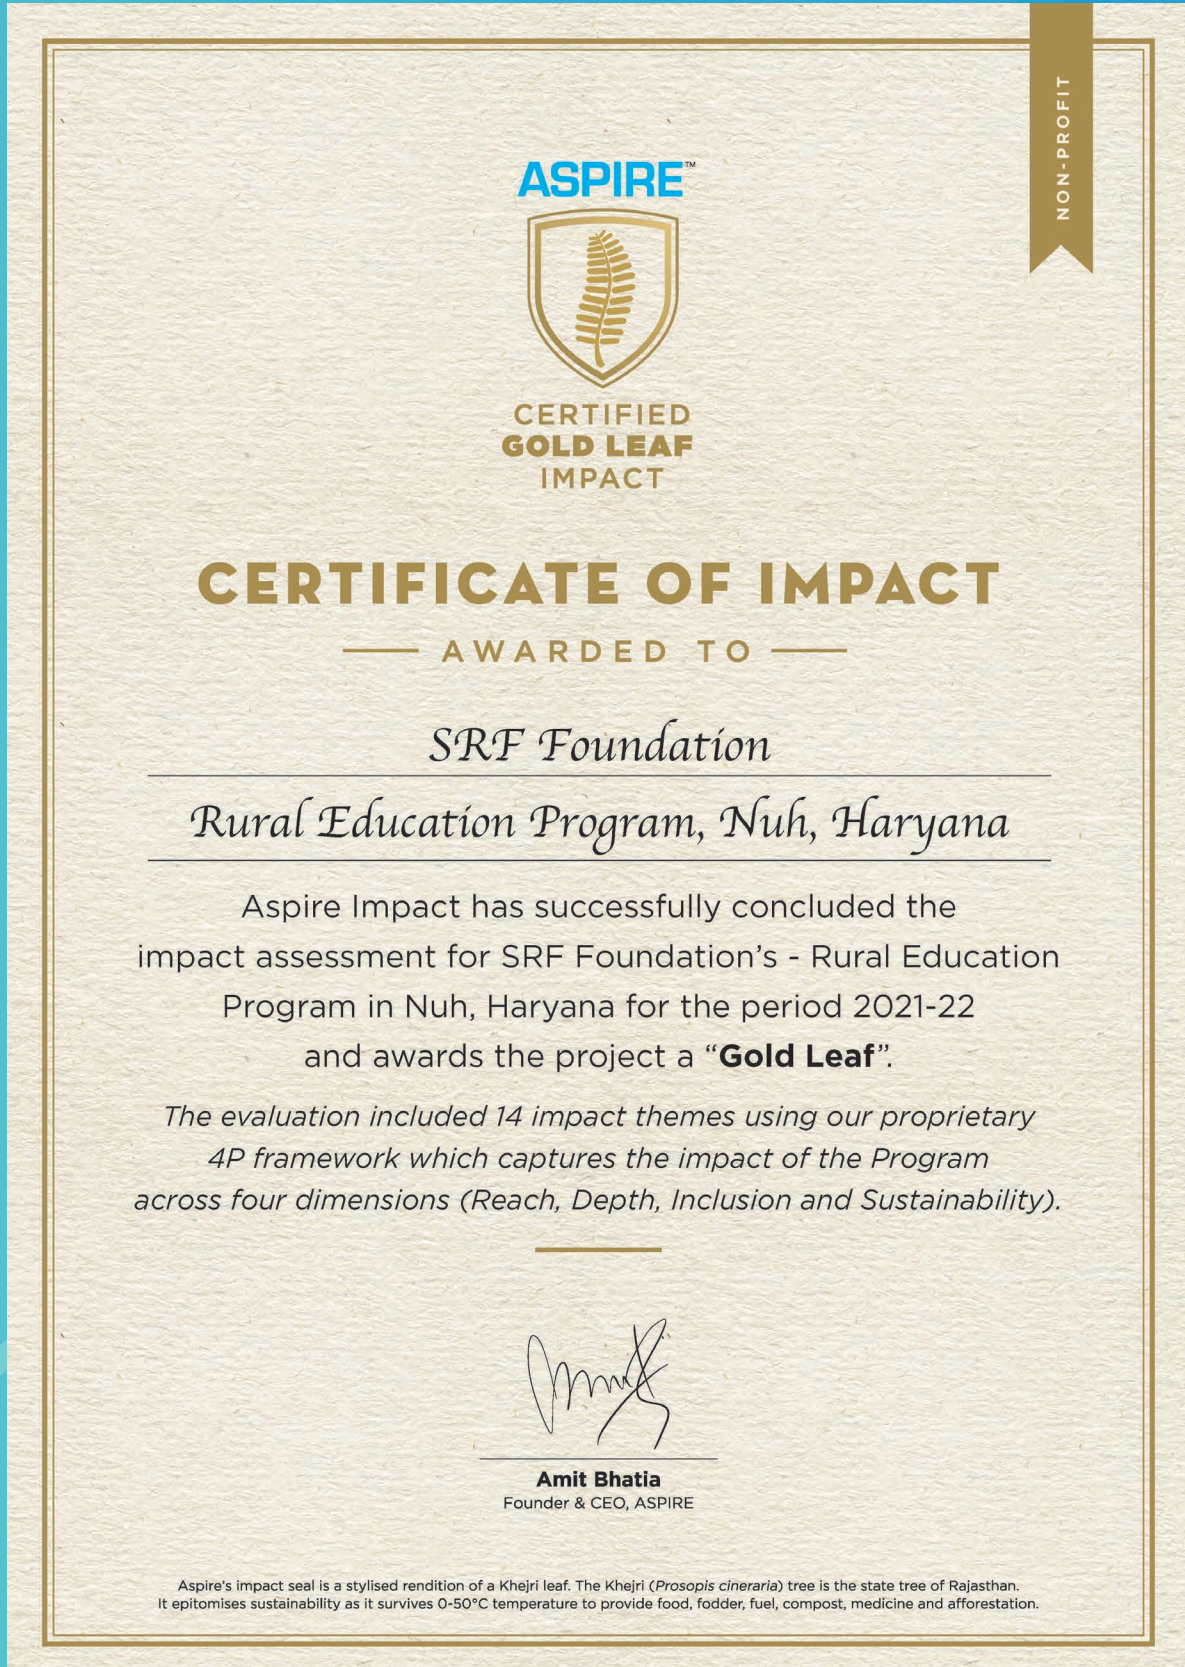 NON-PROFIT
ASPIRE™
CERTIFIED
GOLD LEAF
IMPACT
CERTIFICATE OF IMPACT
AWARDED TO
SRF Foundation
Rural Education Program, Nuh, Haryana
Aspire Impact has successfully concluded the
impact assessment for SRF Foundation's - Rural Education
Program in Nuh, Haryana for the period 2021-22
and awards the project a “Gold Leaf”.
The evaluation included 14 impact themes using our proprietary
4P framework which captures the impact of the Program
across four dimensions (Reach, Depth, Inclusion and Sustainability).
Amit Bhatia
Founder & CEO, ASPIRE
Aspire's impact seal is a stylised rendition of a Khejri leaf. The Khejri (Prosopis cineraria) tree is the state tree of Rajasthan.
It epitomises sustainability as it survives 0-50°C temperature to provide food, fodder, fuel, compost, medicine and afforestation.